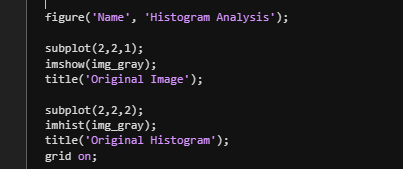 figure('Name', 'Histogram Analysis');
subplot(2,2,1);
imshow(img_gray);
title('Original Image');
subplot(2,2,2);
imhist(img_gray);
title('Original Histogram');
grid on;